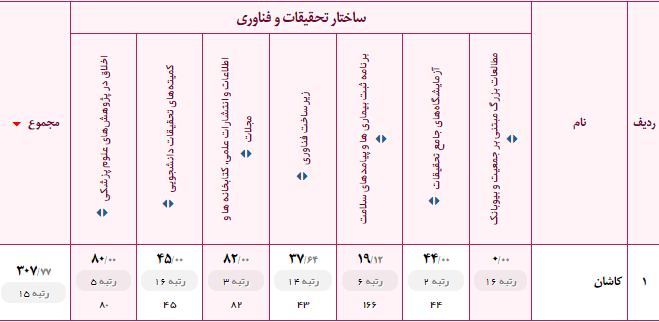 ساختار تحقیقات و فناوری
ردیف
نام
مطالعات بزرگ مبتنی بر جمعیت و بیوبانک
آزمایشگاه‌های جامع تحقیقات
برنامه ثبت بیماری ها و پیامدهای سلامت
زیرساخت فناوری
اطلاعات و انتشارات علمی، کتابخانه ها و
مجلات
کمیته‌های تحقیقات دانشجویی
اخلاق در پژوهش‌های علوم پزشکی
مجموع
۱
کاشان
۰/۰۰
رتبه ۱۶
۴۴/۰۰
رتبه ۲
۴۴
۱۹/۱۲
رتبه ۶
۱۶۶
۳۷/۶۴
رتبه ۱۴
۴۳
۸۲/۰۰
رتبه ۳
۸۲
۴۵/۰۰
رتبه ۱۶
۴۵
۸۰/۰۰
رتبه ۵
۸۰
۳۰۷/۷۷
رتبه ۱۵